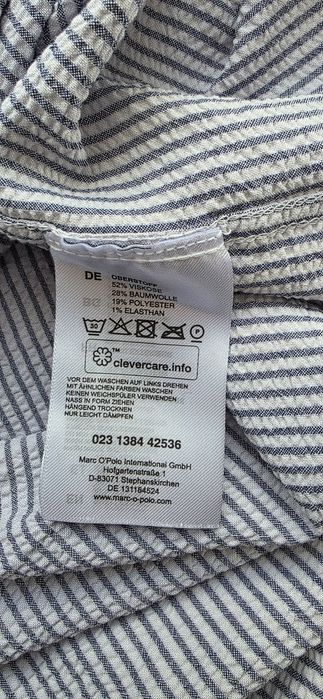 DE OBERSTOFF
52% VISKOSE
28% BAUMWOLLE
19% POLYESTER
1% ELASTHAN
30 P
™ clevercare.info
VOR DEM WASCHEN AUF LINKS DREHEN
MIT ÄHNLICHEN FARBEN WASCHEN
KEINEN WEICHSPÜLER VERWENDEN
NASS IN FORM ZIEHEN
HÄNGEND TROCKNEN
NUR LEICHT DÄMPFEN
023 1384 42536
Marc O'Polo International GmbH
Hofgartenstraße 1
D-83071 Stephanskirchen
DE 131184524
www.marc-o-polo.com